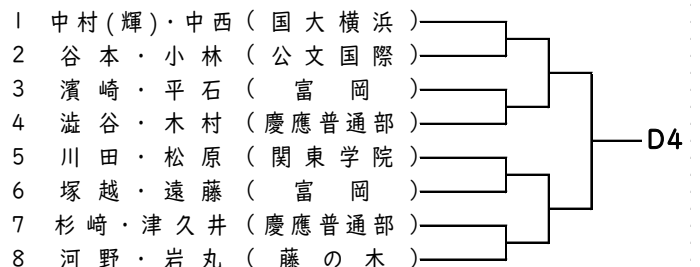 1 中村(輝)・中西(国大横浜)
2 谷本・小林(公文国際)
3 濱崎・平石(富岡)
4 澁谷・木村(慶應普通部)
D4
5 川田・松原(関東学院)
6 塚越・遠藤(富岡)
7 杉﨑・津久井(慶應普通部)
8 河野・岩丸(藤の木)